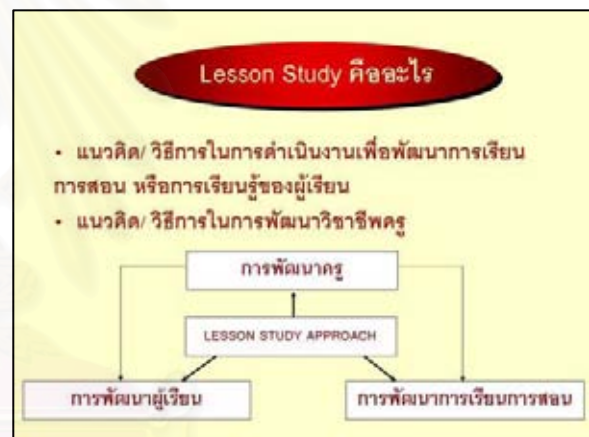 Lesson Study คืออะไร
• แนวคิด/ วิธีการในการดำเนินงานเพื่อพัฒนาการเรียน
การสอน หรือการเรียนรู้ของผู้เรียน
• แนวคิด/ วิธีการในการพัฒนาวิชาชีพครู
การพัฒนาครู
LESSON STUDY APPROACH
การพัฒนาผู้เรียน
การพัฒนาการเรียนการสอน